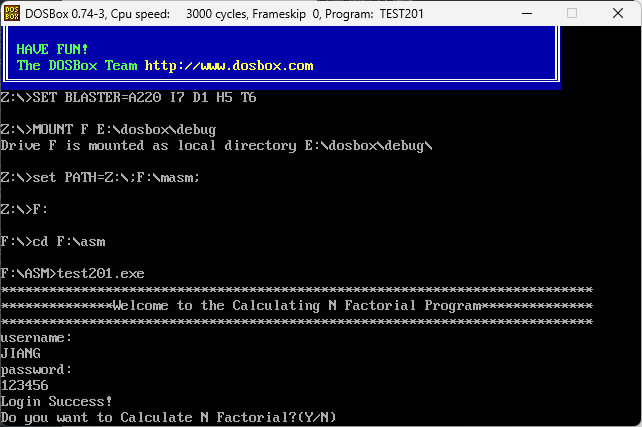 DOS
BOX
DOSBox 0.74-3, Cpu speed: 3000 cycles, Frameskip 0, Program: TEST201
HAVE FUN!
The DOSBox Team http://www.dosbox.com
Z:\>SET BLASTER=A220 I7 D1 H5 T6
Z:\>MOUNT F E:\dosbox\debug
Drive F is mounted as local directory E:\dosbox\debug\
Z:\>set PATH=Z:\;F:\masm;
Z:\>F:
F:\>cd F:\asm
F:\ASM>test201.exe
***************************************************************************
**************Welcome to the Calculating N Factorial Program**************
***************************************************************************
username:
JIANG
password:
123456
Login Success!
Do you want to Calculate N Factorial?(Y/N)